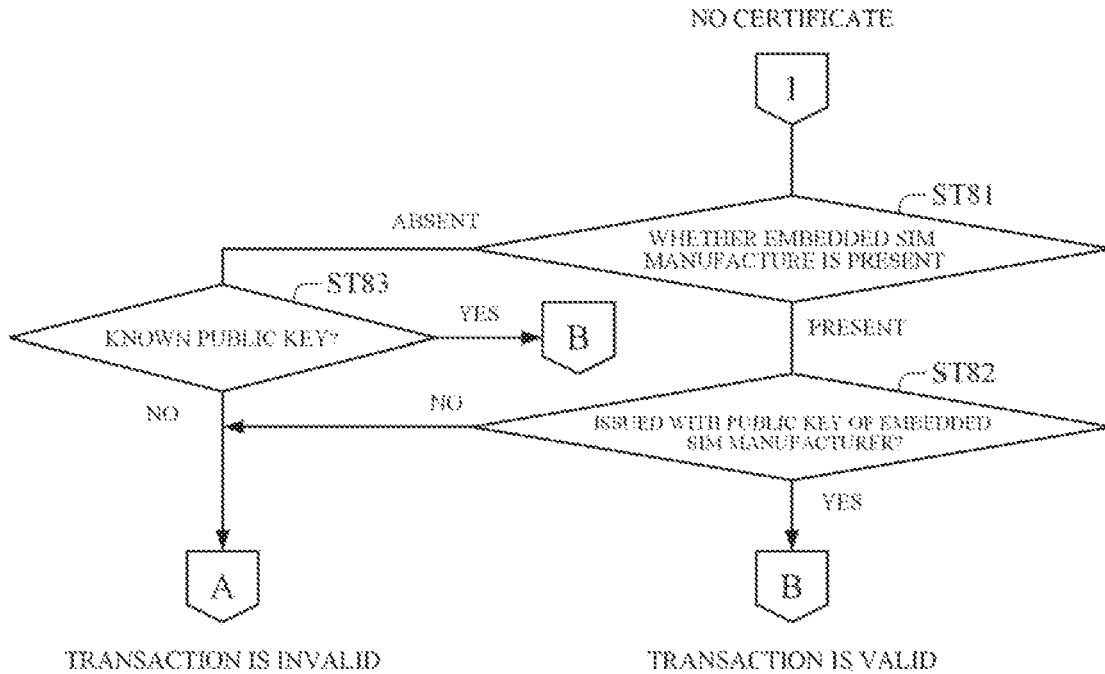 NO CERTIFICATE
1
ST81
ABSENT
WHETHER EMBEDDED SIM
MANUFACTURE IS PRESENT
ST83
KNOWN PUBLIC KEY?
YES
B
PRESENT
ST82
NO
NO
ISSUED WITH PUBLIC KEY OF EMBEDDED
SIM MANUFACTURER?
YES
A
B
TRANSACTION IS INVALID
TRANSACTION IS VALID